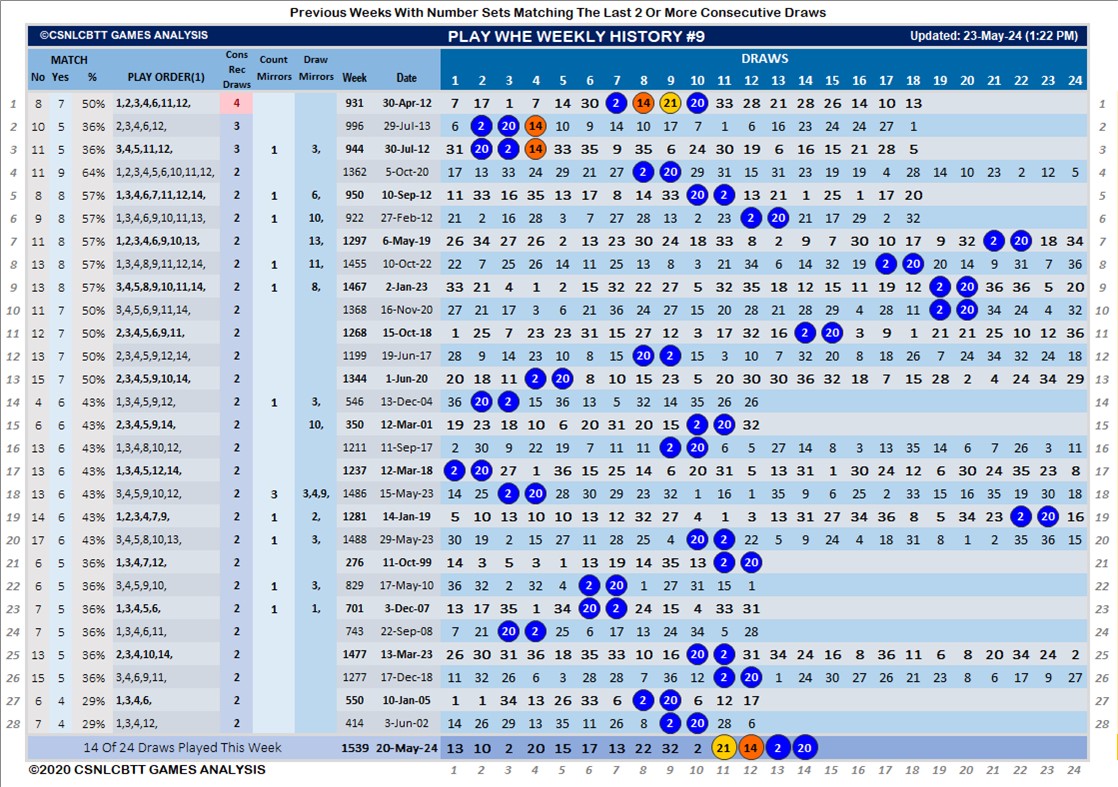 Previous Weeks With Number Sets Matching The Last 2 Or More Consecutive Draws
©CSNLCBTT GAMES ANALYSIS PLAY WHE WEEKLY HISTORY #9 Updated: 23-May-24 (1:22 PM)
MATCH Cons Rec Draws Count Mirrors Draw Mirrors DRAWS
No Yes % PLAY ORDER(1) Week Date 1 2 3 4 5 6 7 8 9 10 11 12 13 14 15 16 17 18 19 20 21 22 23 24
1 8 7 50% 1,2,3,4,6,11,12, 4 931 30-Apr-12 7 17 1 7 14 30 2 14 21 20 33 28 21 28 26 14 10 13 1
2 10 5 36% 2,3,4,6,12, 3 996 29-Jul-13 6 2 20 14 10 9 14 10 17 7 1 6 16 23 24 24 27 1 2
3 11 5 36% 3,4,5,11,12, 3 1 3, 944 30-Jul-12 31 20 2 14 33 35 9 35 6 24 30 19 6 16 15 21 28 5 3
4 11 9 64% 1,2,3,4,5,6,10,11,12, 2 1362 5-Oct-20 17 13 33 24 29 21 27 2 20 29 31 15 31 23 19 19 4 28 14 10 23 2 12 5 4
5 8 8 57% 1,3,4,6,7,11,12,14, 2 1 6, 950 10-Sep-12 11 33 16 35 13 17 8 14 33 20 2 13 21 1 25 1 17 20 5
6 9 8 57% 1,3,4,6,9,10,11,13, 2 1 10, 922 27-Feb-12 21 2 16 28 3 7 27 28 13 2 23 2 20 21 17 29 2 32 6
7 11 8 57% 1,2,3,4,6,9,10,13, 2 13, 1297 6-May-19 26 34 27 26 2 13 23 30 24 18 33 8 2 9 7 30 10 17 9 32 2 20 18 34 7
8 13 8 57% 1,3,4,8,9,11,12,14, 2 1 11, 1455 10-Oct-22 22 7 25 26 14 11 25 13 8 3 21 34 6 14 32 19 2 20 20 14 9 31 7 36 8
9 13 8 57% 3,4,5,8,9,10,11,14, 2 1 8, 1467 2-Jan-23 33 21 4 1 2 15 32 22 27 5 32 35 18 12 15 11 19 12 2 20 36 36 5 20 9
10 11 7 50% 3,4,5,6,9,11,14, 2 1368 16-Nov-20 27 21 17 3 6 21 36 24 27 15 20 28 21 28 29 4 28 11 2 20 34 24 4 32 10
11 12 7 50% 2,3,4,5,6,9,11, 2 1268 15-Oct-18 1 25 7 23 23 31 15 27 12 3 17 32 16 2 20 3 9 1 21 21 25 10 12 36 11
12 13 7 50% 2,3,4,5,9,12,14, 2 1199 19-Jun-17 28 9 14 23 10 8 15 20 2 15 3 10 7 32 20 8 18 26 7 24 34 32 24 18 12
13 15 7 50% 2,3,4,5,9,10,14, 2 1344 1-Jun-20 20 18 11 2 20 8 10 15 23 5 20 30 30 36 32 18 7 15 28 2 4 24 34 29 13
14 4 6 43% 1,3,4,5,9,12, 2 1 3, 546 13-Dec-04 36 20 2 15 36 13 5 32 14 35 26 26 14
15 6 6 43% 2,3,4,5,9,14, 2 10, 350 12-Mar-01 19 23 18 10 6 20 31 20 15 2 20 32 15
16 13 6 43% 1,3,4,8,10,12, 2 1211 11-Sep-17 2 30 9 22 19 7 11 11 2 20 6 5 27 14 8 3 13 35 14 6 7 26 3 11 16
17 13 6 43% 1,3,4,5,12,14, 2 1237 12-Mar-18 2 20 27 1 36 15 25 14 6 20 31 5 13 31 1 30 24 12 6 30 24 35 23 8 17
18 13 6 43% 3,4,5,9,10,12, 2 3 3,4,9, 1486 15-May-23 14 25 2 20 28 30 29 23 32 1 16 1 35 9 6 25 2 33 15 16 35 19 30 18 18
19 14 6 43% 1,2,3,4,7,9, 2 1 2, 1281 14-Jan-19 5 10 13 10 10 13 12 32 27 4 1 3 13 31 27 34 36 8 5 34 23 2 20 16 19
20 17 6 43% 3,4,5,8,10,13, 2 1 3, 1488 29-May-23 30 19 2 15 27 11 28 25 4 20 2 22 5 9 24 4 18 31 8 1 2 35 36 15 20
21 6 5 36% 1,3,4,7,12, 2 276 11-Oct-99 14 3 5 3 1 13 19 14 35 13 2 20 21
22 6 5 36% 3,4,5,9,10, 2 1 3, 829 17-May-10 36 32 2 32 4 2 20 1 27 31 15 1 22
23 7 5 36% 1,3,4,5,6, 2 1 1, 701 3-Dec-07 13 17 35 1 34 20 2 24 15 4 33 31 23
24 7 5 36% 1,3,4,6,11, 2 743 22-Sep-08 7 21 20 2 25 6 17 13 24 34 5 28 24
25 13 5 36% 2,3,4,10,14, 2 1477 13-Mar-23 26 30 31 36 18 35 33 10 16 20 2 31 34 24 16 8 36 11 6 8 20 34 24 2 25
26 15 5 36% 3,4,6,9,11, 2 1277 17-Dec-18 11 32 26 6 3 28 28 7 36 12 2 20 1 24 30 27 26 21 23 8 6 17 9 27 26
27 6 4 29% 1,3,4,6, 2 550 10-Jan-05 1 1 34 13 26 33 6 2 20 6 12 17 27
28 7 4 29% 1,3,4,12, 2 414 3-Jun-02 14 26 29 13 35 11 26 8 2 20 28 6 28
14 Of 24 Draws Played This Week 1539 20-May-24 13 10 2 20 15 17 13 22 32 2 21 14 2 20
©2020 CSNLCBTT GAMES ANALYSIS 1 2 3 4 5 6 7 8 9 10 11 12 13 14 15 16 17 18 19 20 21 22 23 24